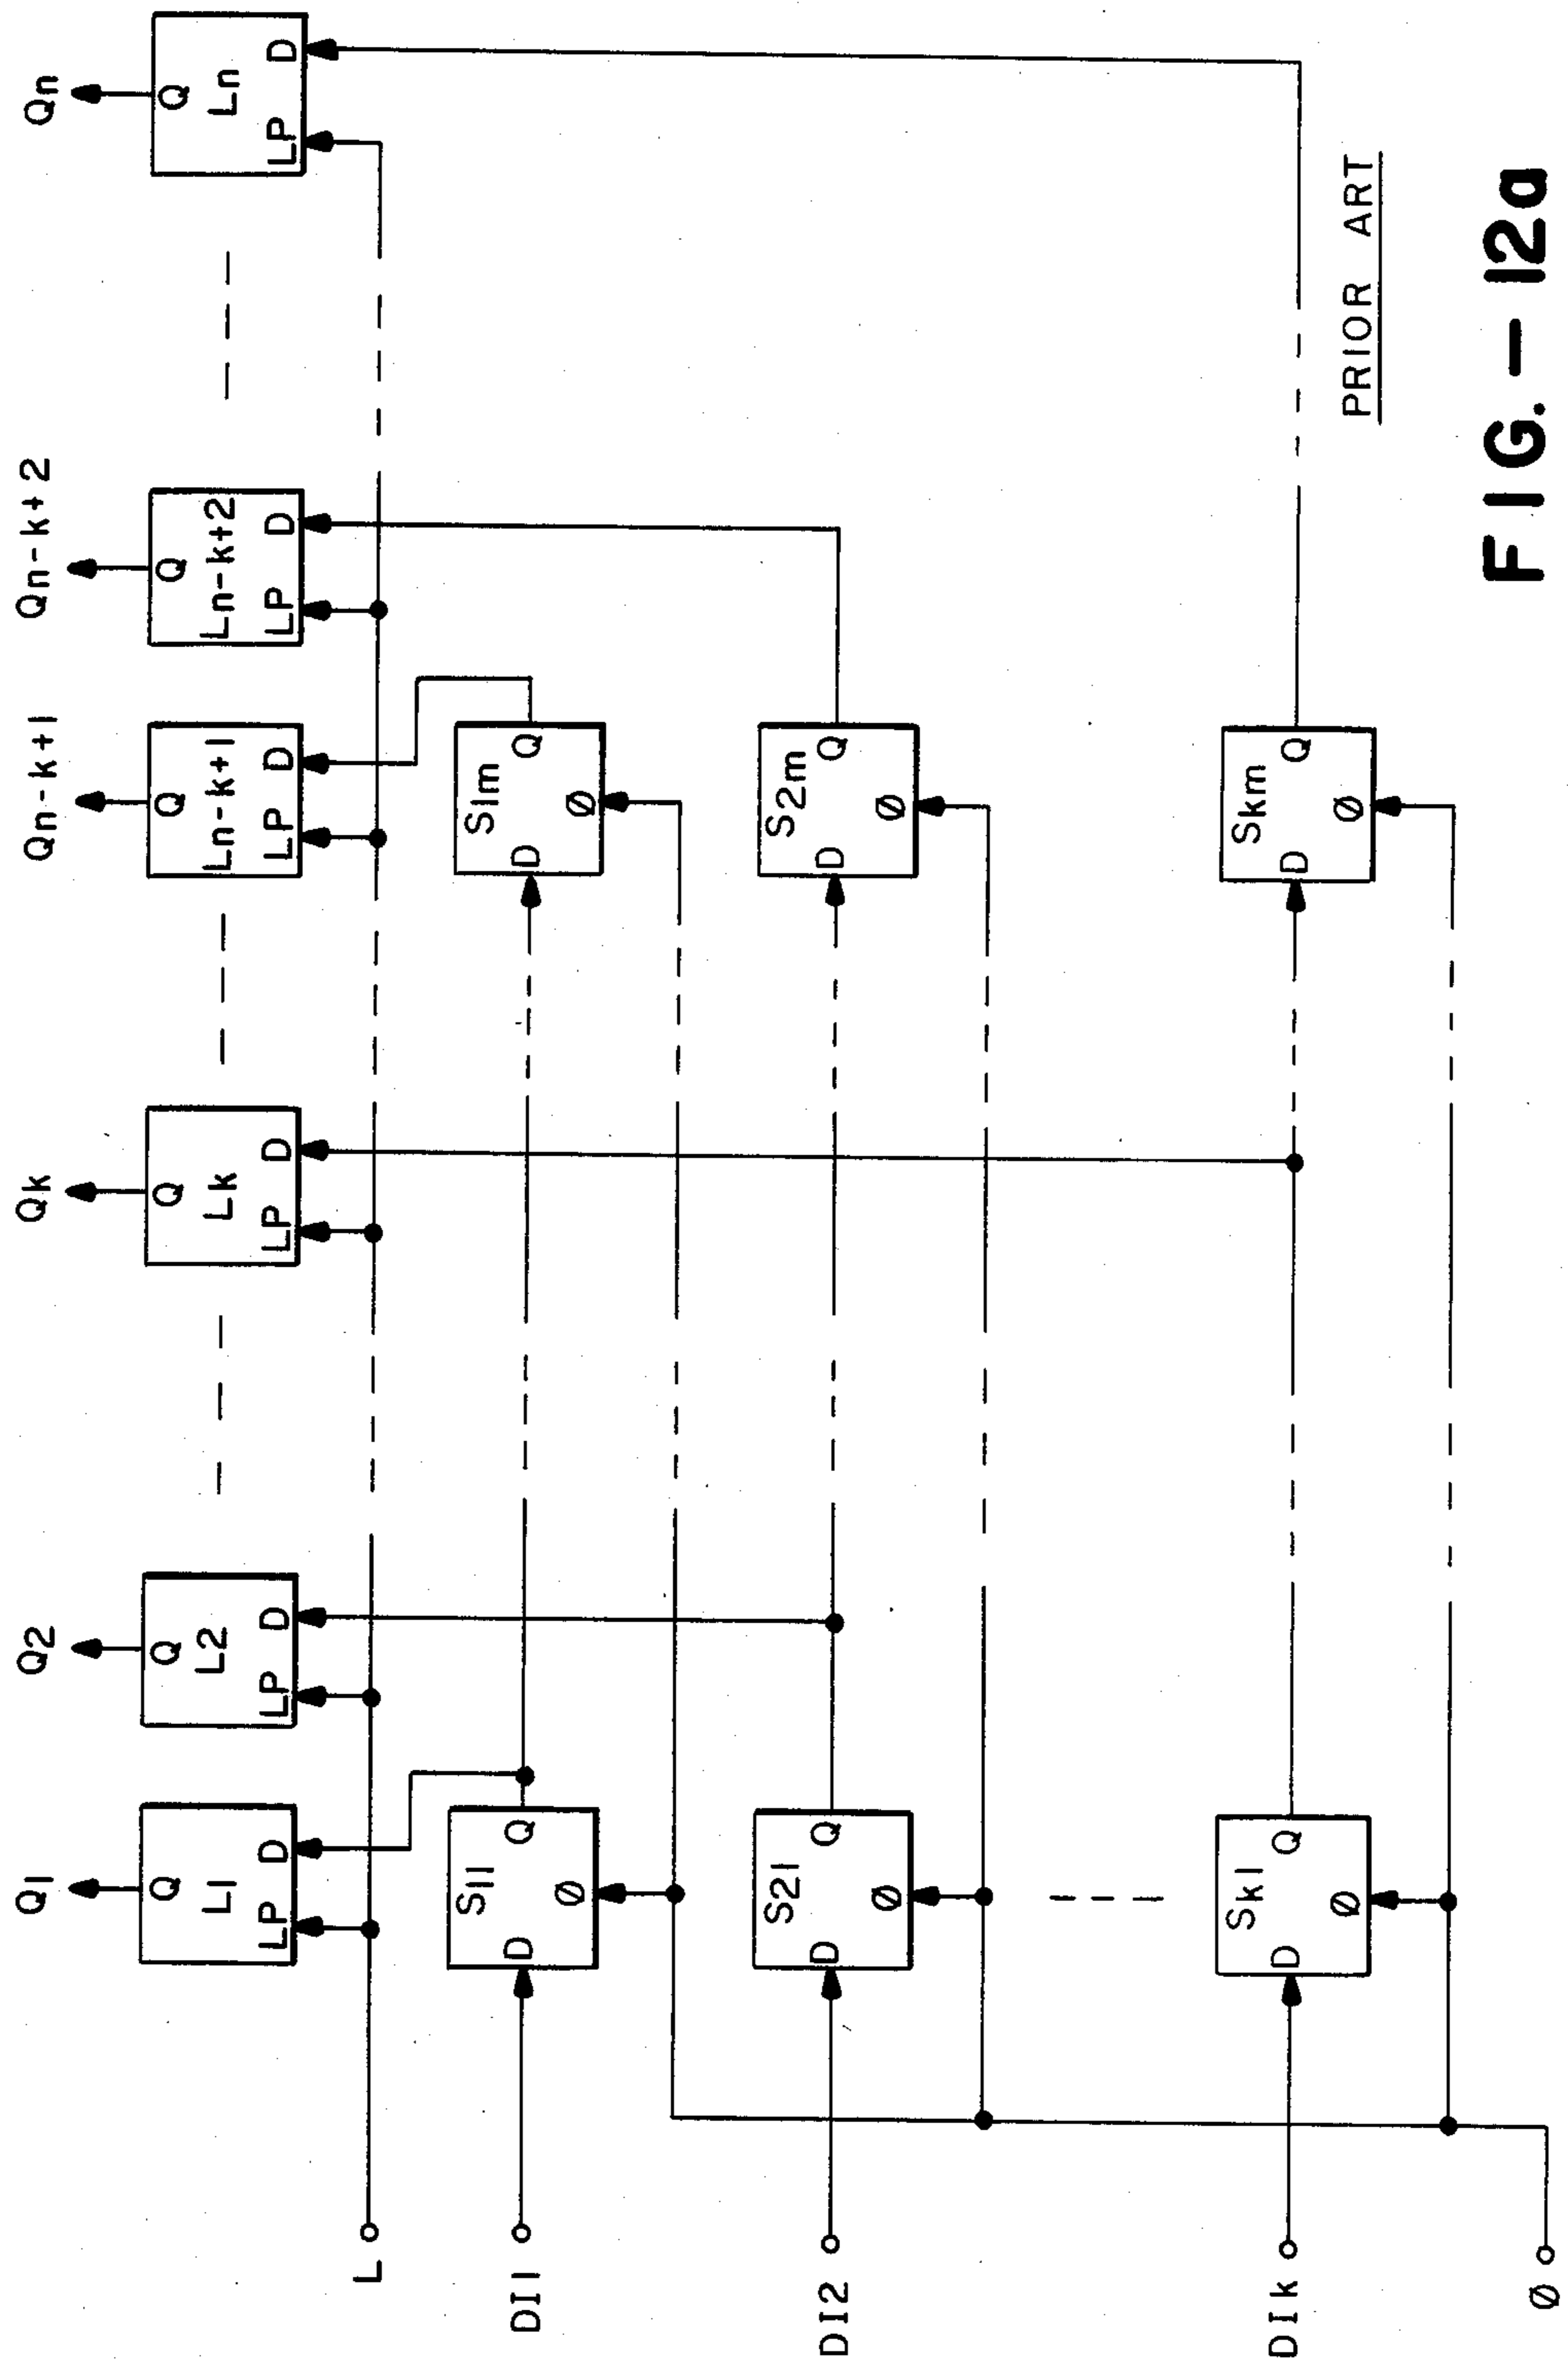 Q1 Q2 Qk Qn-k+1 Qn-k+2 Qn
Q Q Q Q Q Q
L1 L2 Lk Ln-k+1 Ln-k+2 Ln
LP D LP D LP D LP D LP D LP D
L
DI1 D S11 Q Ø D S1m Q Ø
DI2 D S21 Q Ø D S2m Q Ø
DIk D Sk1 Q Ø D Skm Q Ø
Ø
PRIOR ART
FIG.-12a